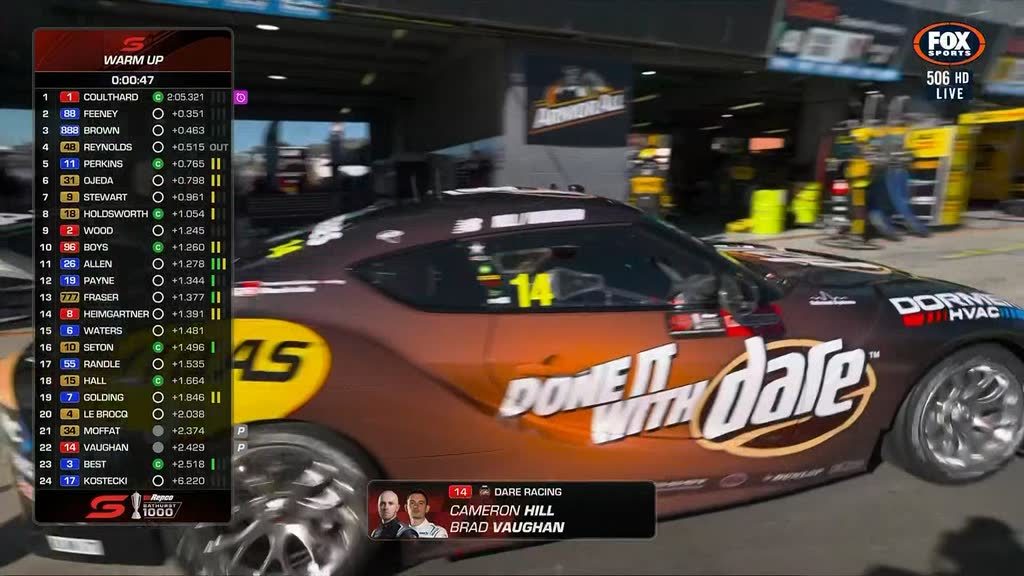 WARM UP
0:00:47
1 1 COULTHARD C 2:05.321
2 88 FEENEY +0.351
3 888 BROWN +0.463
4 48 REYNOLDS +0.515 OUT
5 11 PERKINS C +0.765
6 31 OJEDA +0.798
7 9 STEWART +0.961
8 18 HOLDSWORTH C +1.054
9 2 WOOD +1.245
10 96 BOYS C +1.260
11 26 ALLEN +1.278
12 19 PAYNE +1.344
13 777 FRASER +1.377
14 8 HEIMGARTNER +1.391
15 6 WATERS +1.481
16 10 SETON C +1.496
17 55 RANDLE +1.535
18 15 HALL C +1.664
19 7 GOLDING +1.846
20 4 LE BROCQ +2.038
21 34 MOFFAT +2.374 P
22 14 VAUGHAN +2.429 P
23 3 BEST C +2.518
24 17 KOSTECKI +6.220
Repco
BATHURST
1000
FOX
SPORTS
506 HD
LIVE
14
DORMER
HVAC
AS
DONE IT
WITH dare™
14 DARE RACING
CAMERON HILL
BRAD VAUGHAN